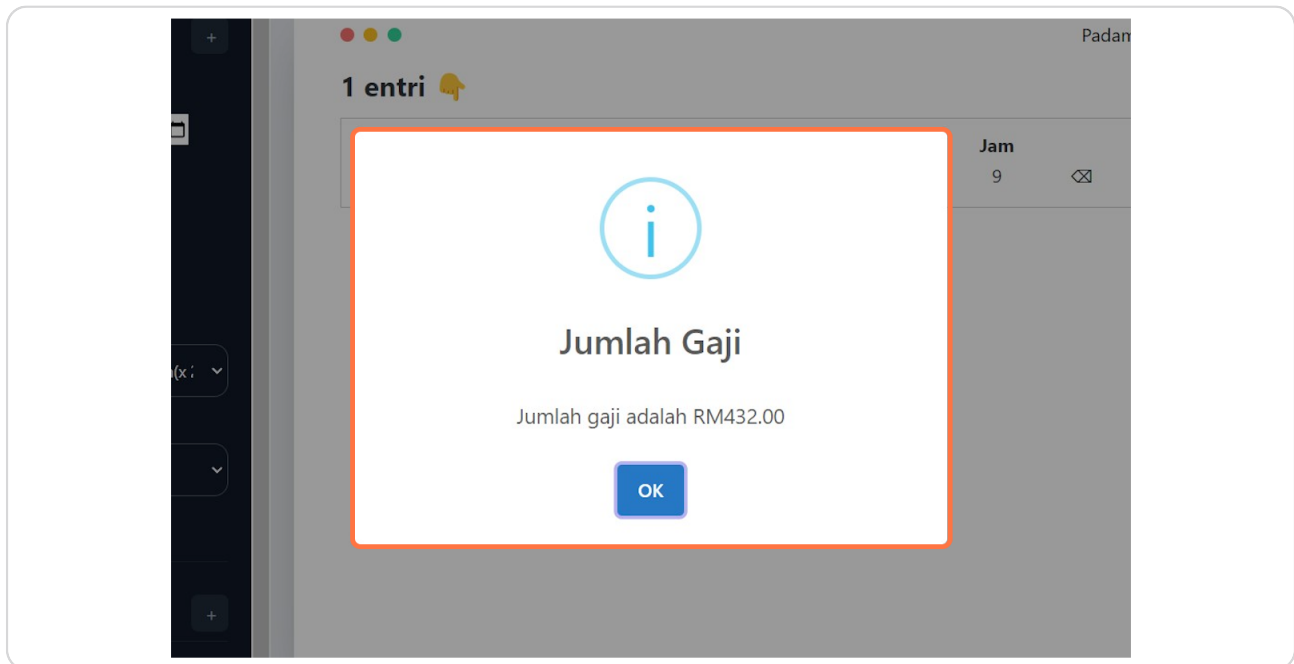 +
Padam
1 entri 👇
Jam
9
i
Jumlah Gaji
(x
Jumlah gaji adalah RM432.00
OK
+